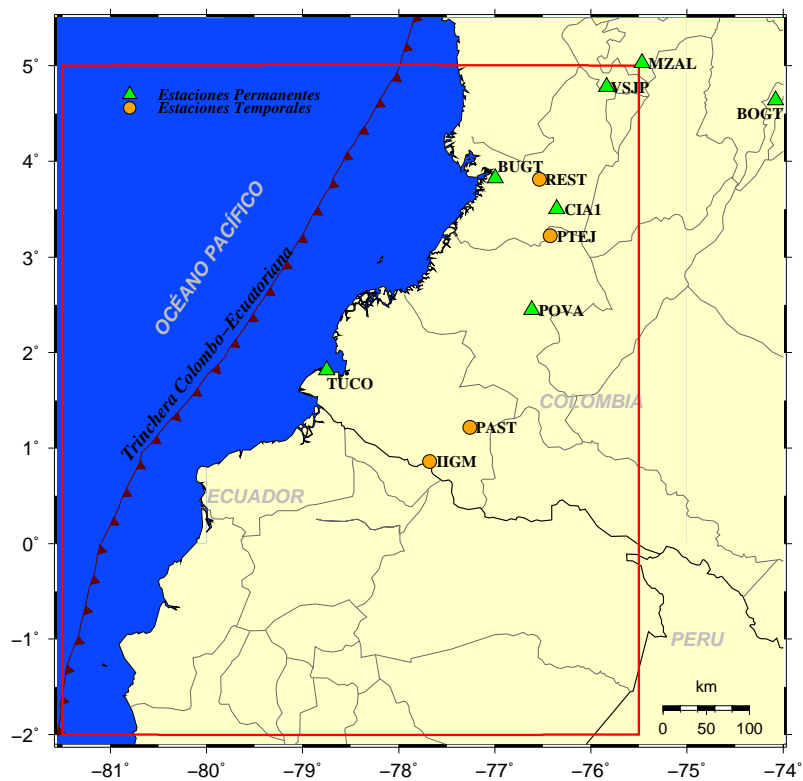 5°
4°
3°
2°
1°
0°
−1°
−2°
Estaciones Permanentes
Estaciones Temporales
MZAL
VSJP
BOGT
BUGT
REST
CIA1
PTEJ
OCÉANO PACÍFICO
Trinchera Colombo−Ecuatoriana
POVA
TUCO
COLOMBIA
PAST
IIGM
ECUADOR
PERU
km
0 50 100
−81° −80° −79° −78° −77° −76° −75° −74°